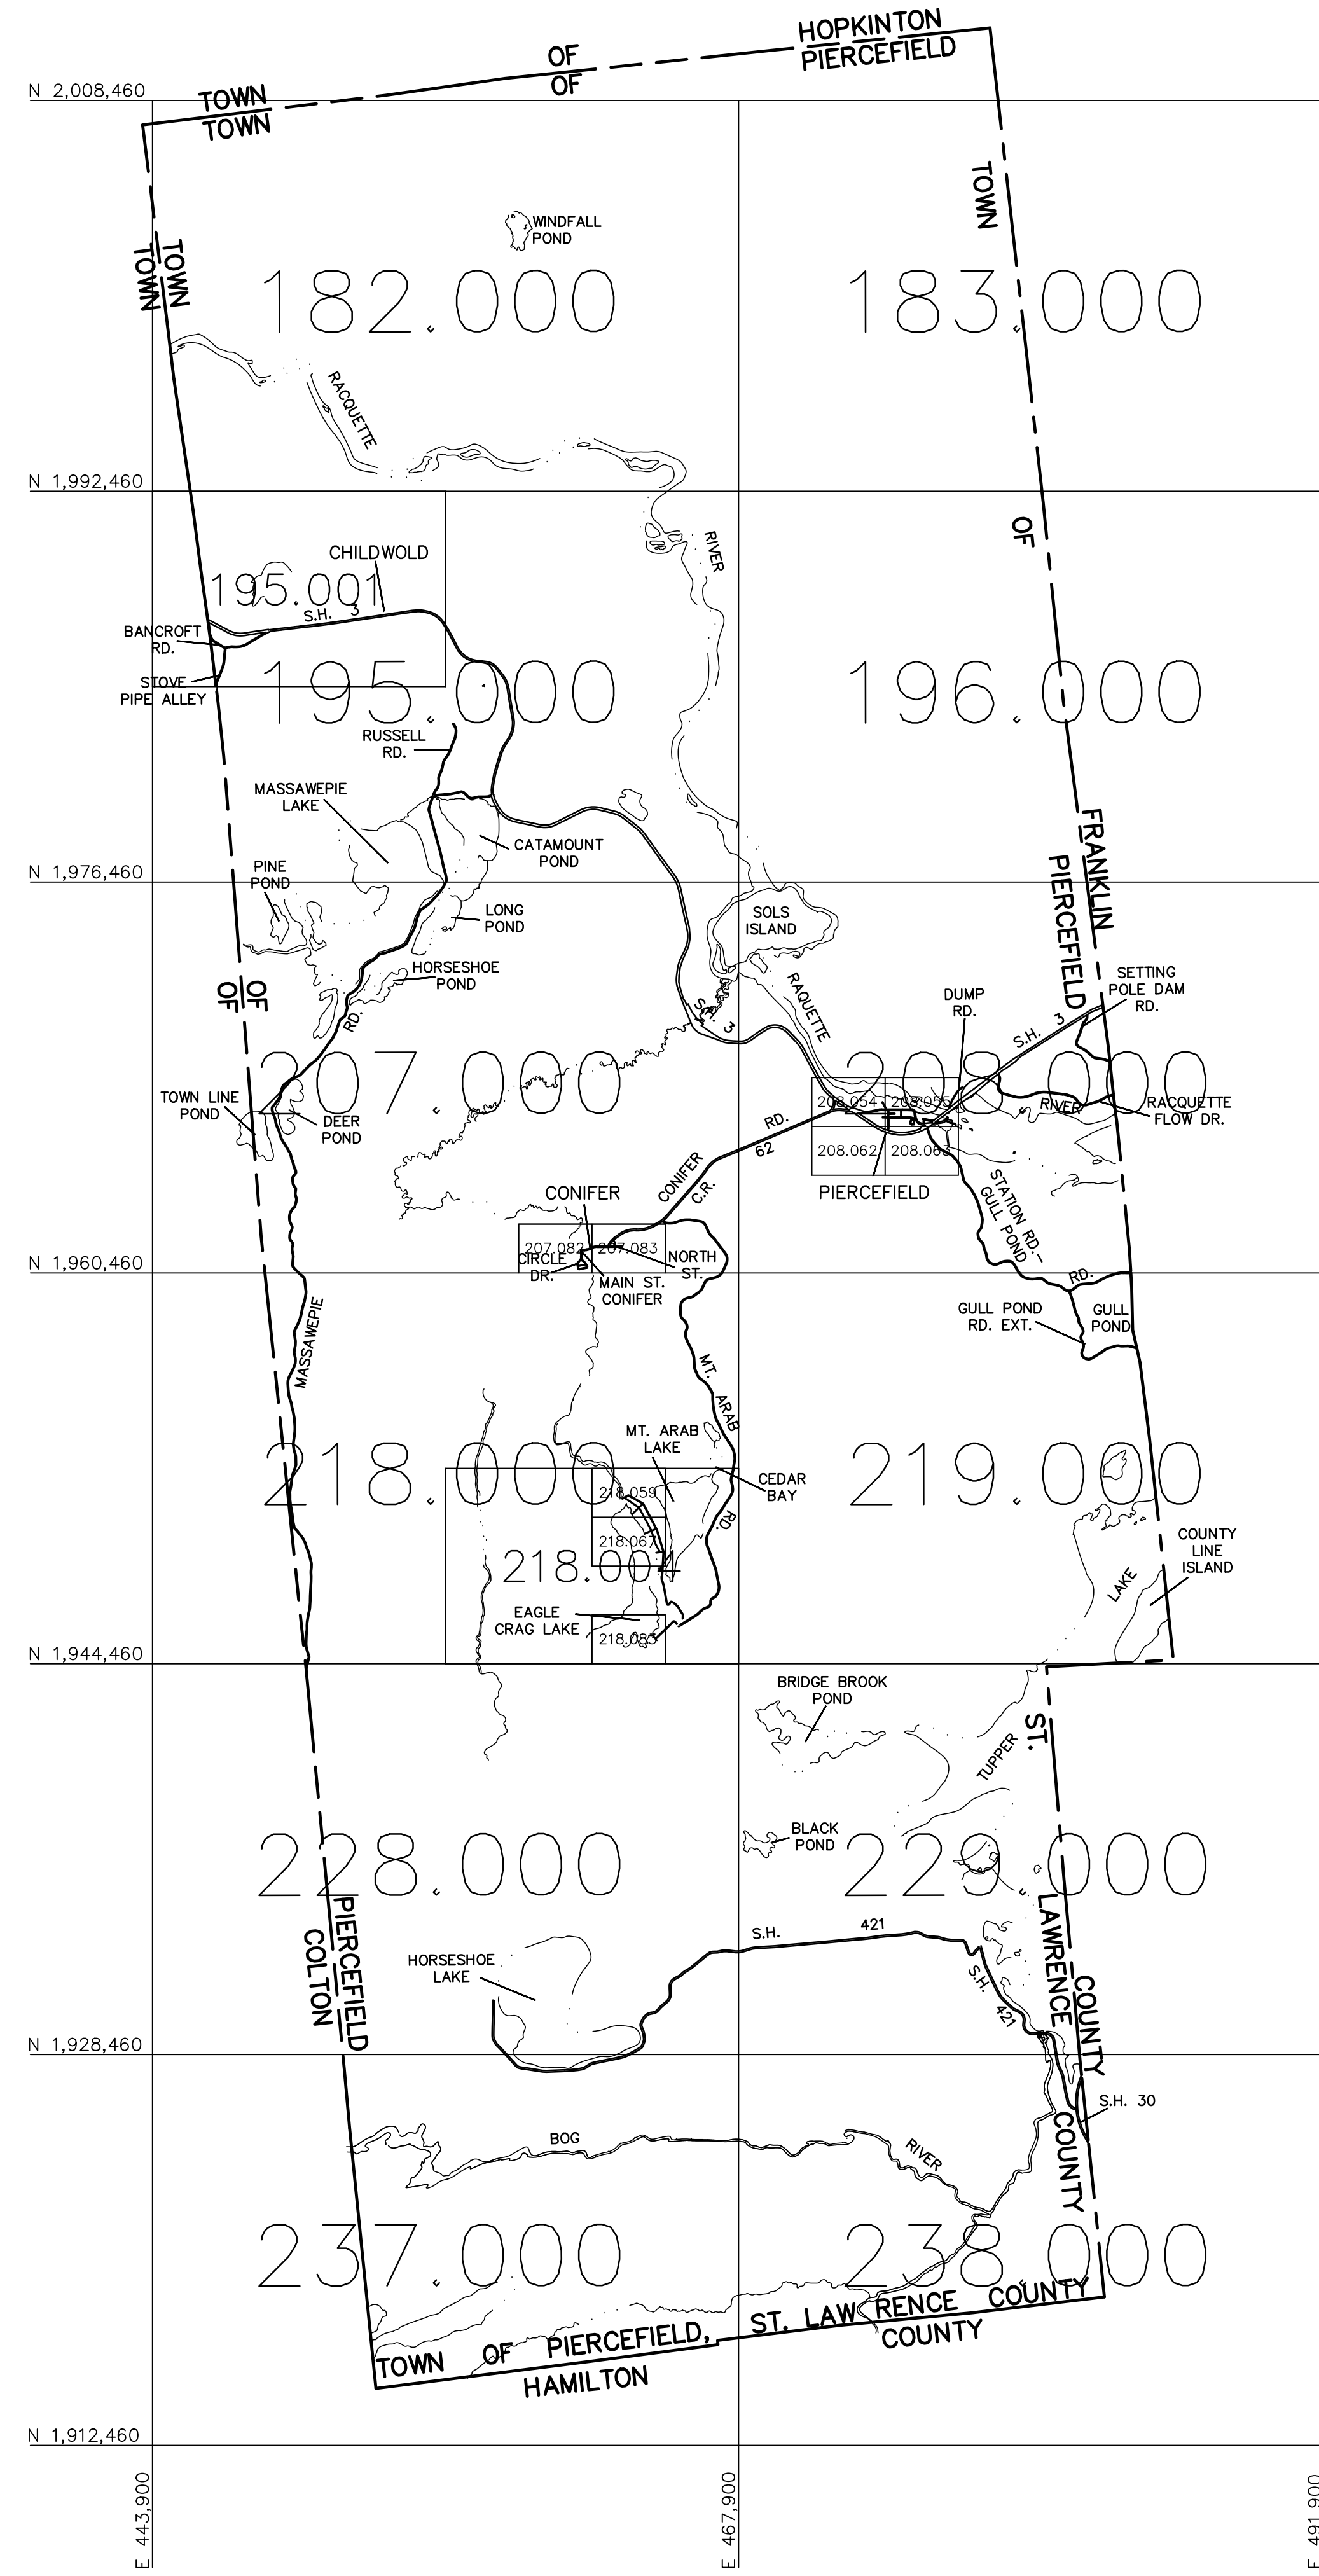 HOPKINTON
PIERCEFIELD
OF
OF
N 2,008,460
TOWN
TOWN
TOWN
WINDFALL
POND
TOWN
TOWN
182.000
183.000
RACQUETTE
N 1,992,460
OF
RIVER
CHILDWOLD
195.001
S.H. 3
BANCROFT
RD.
STOVE
PIPE ALLEY
195.000
196.000
RUSSELL
RD.
MASSAWEPIE
LAKE
CATAMOUNT
POND
FRANKLIN
PIERCEFIELD
PINE
POND
N 1,976,460
LONG
POND
SOLS
ISLAND
HORSESHOE
POND
SETTING
POLE DAM
RD.
OF
OF
RAQUETTE
DUMP
RD.
RD.
S.H. 3
S.H. 3
207.000
208.000
TOWN LINE
POND
DEER
POND
208.054
208.055
RIVER
RACQUETTE
FLOW DR.
RD.
62
208.062
208.063
CONIFER
C.R.
PIERCEFIELD
STATION RD.-
GULL POND
CONIFER
207.082
207.083
CIRCLE
DR.
NORTH
ST.
MAIN ST.
CONIFER
N 1,960,460
RD.
GULL POND
RD. EXT.
GULL
POND
MASSAWEPIE
MT.
ARAB
MT. ARAB
LAKE
218.000
219.000
CEDAR
BAY
218.059
RD.
218.067
218.004
COUNTY
LINE
ISLAND
LAKE
EAGLE
CRAG LAKE
218.083
N 1,944,460
BRIDGE BROOK
POND
ST.
TUPPER
BLACK
POND
228.000
229.000
PIERCEFIELD
COLTON
LAWRENCE
COUNTY
S.H. 421
S.H. 421
HORSESHOE
LAKE
N 1,928,460
S.H. 30
COUNTY
BOG
RIVER
237.000
238.000
TOWN OF PIERCEFIELD, ST. LAWRENCE COUNTY
HAMILTON COUNTY
N 1,912,460
E 443,900
E 467,900
E 491,900